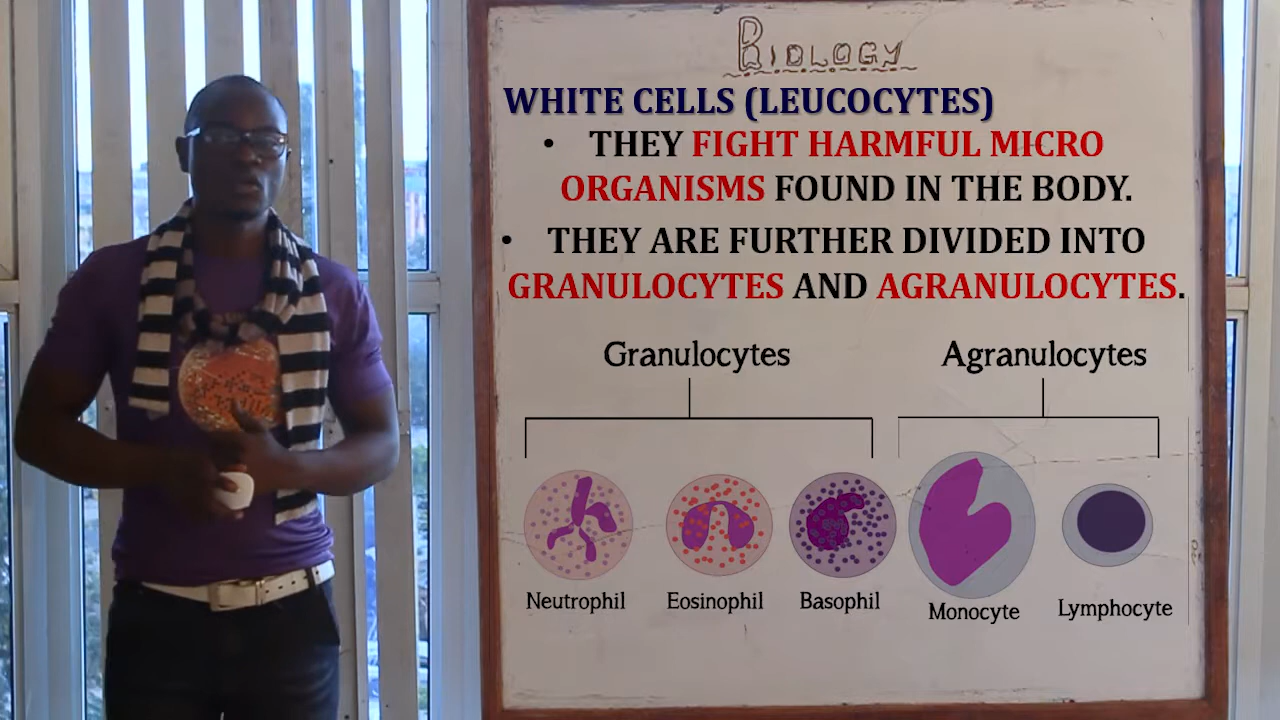 BIOLOGY
WHITE CELLS (LEUCOCYTES)
• THEY FIGHT HARMFUL MICRO
ORGANISMS FOUND IN THE BODY.
• THEY ARE FURTHER DIVIDED INTO
GRANULOCYTES AND AGRANULOCYTES.
Granulocytes Agranulocytes
Neutrophil Eosinophil Basophil Monocyte Lymphocyte